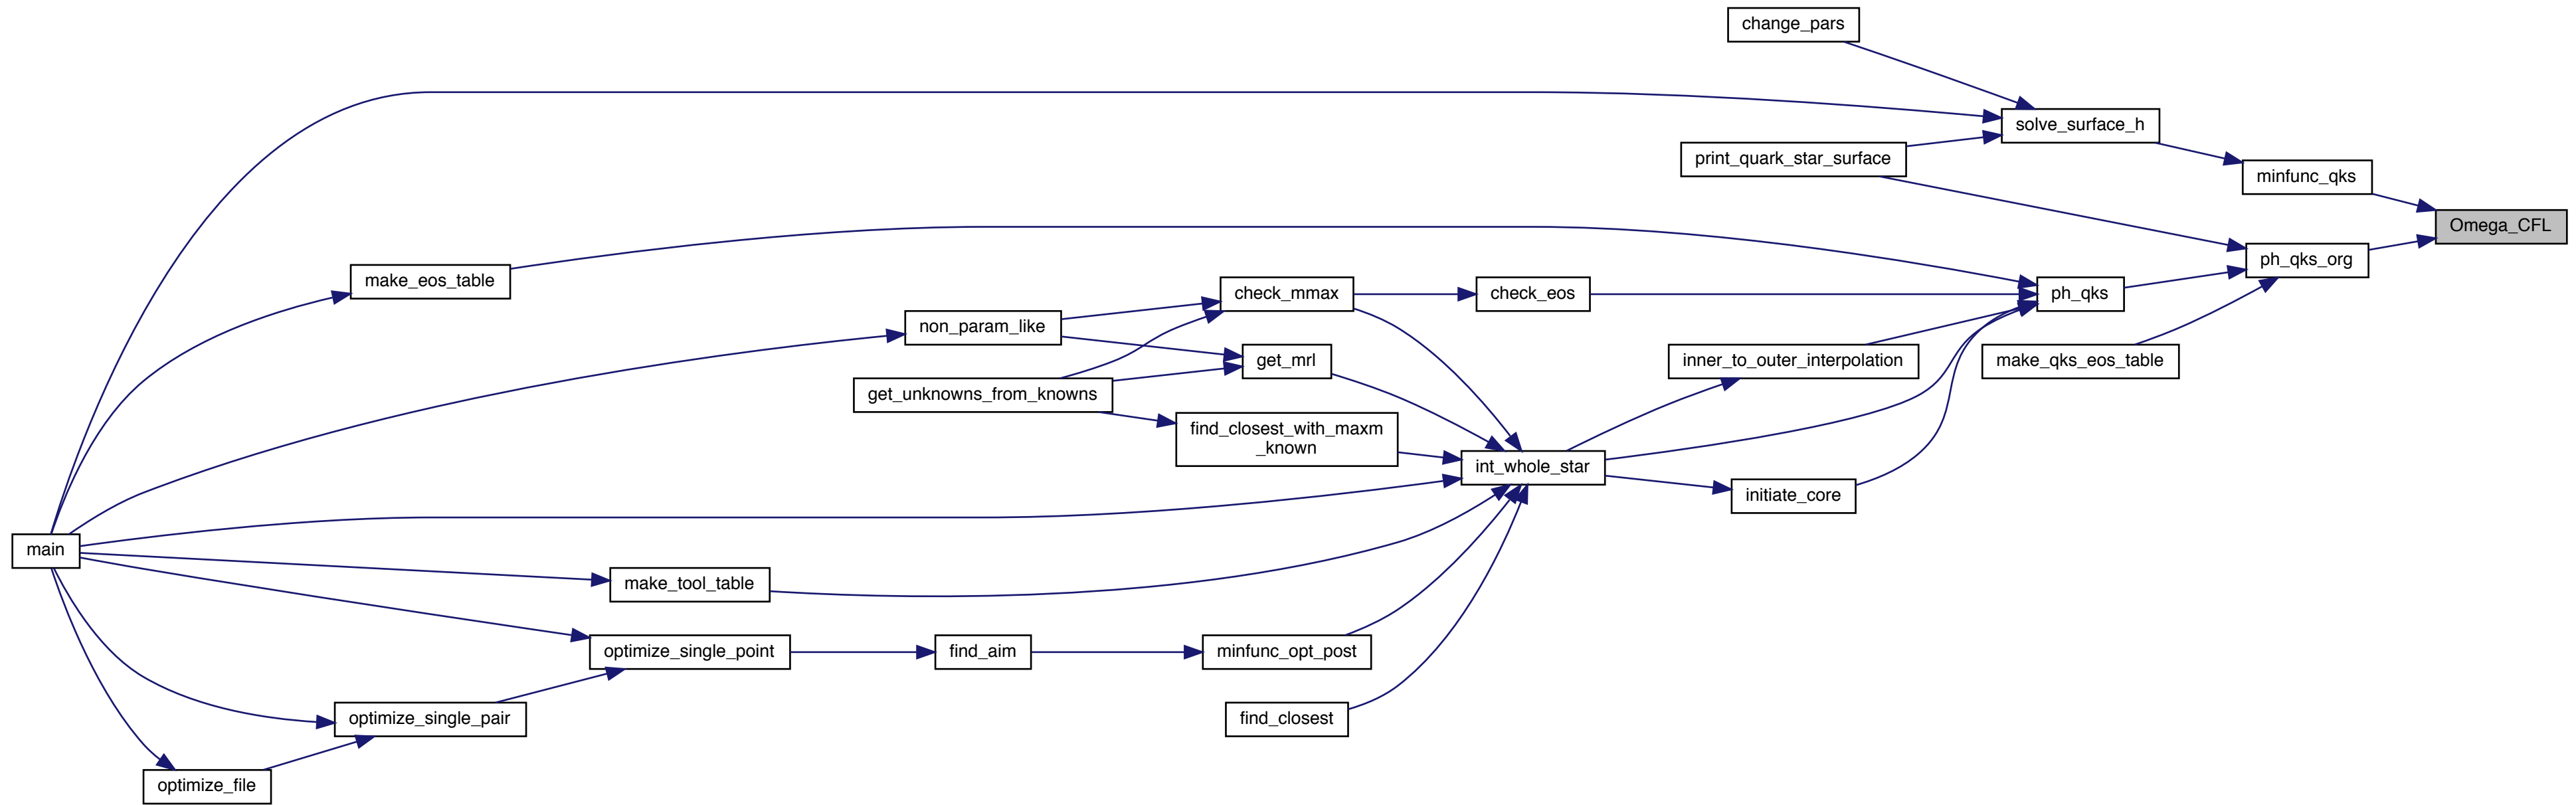 change_pars
solve_surface_h
print_quark_star_surface
minfunc_qks
Omega_CFL
ph_qks_org
make_eos_table
check_mmax
check_eos
ph_qks
non_param_like
get_mrl
inner_to_outer_interpolation
make_qks_eos_table
get_unknowns_from_knowns
find_closest_with_maxm
_known
int_whole_star
initiate_core
main
make_tool_table
optimize_single_point
find_aim
minfunc_opt_post
optimize_single_pair
find_closest
optimize_file